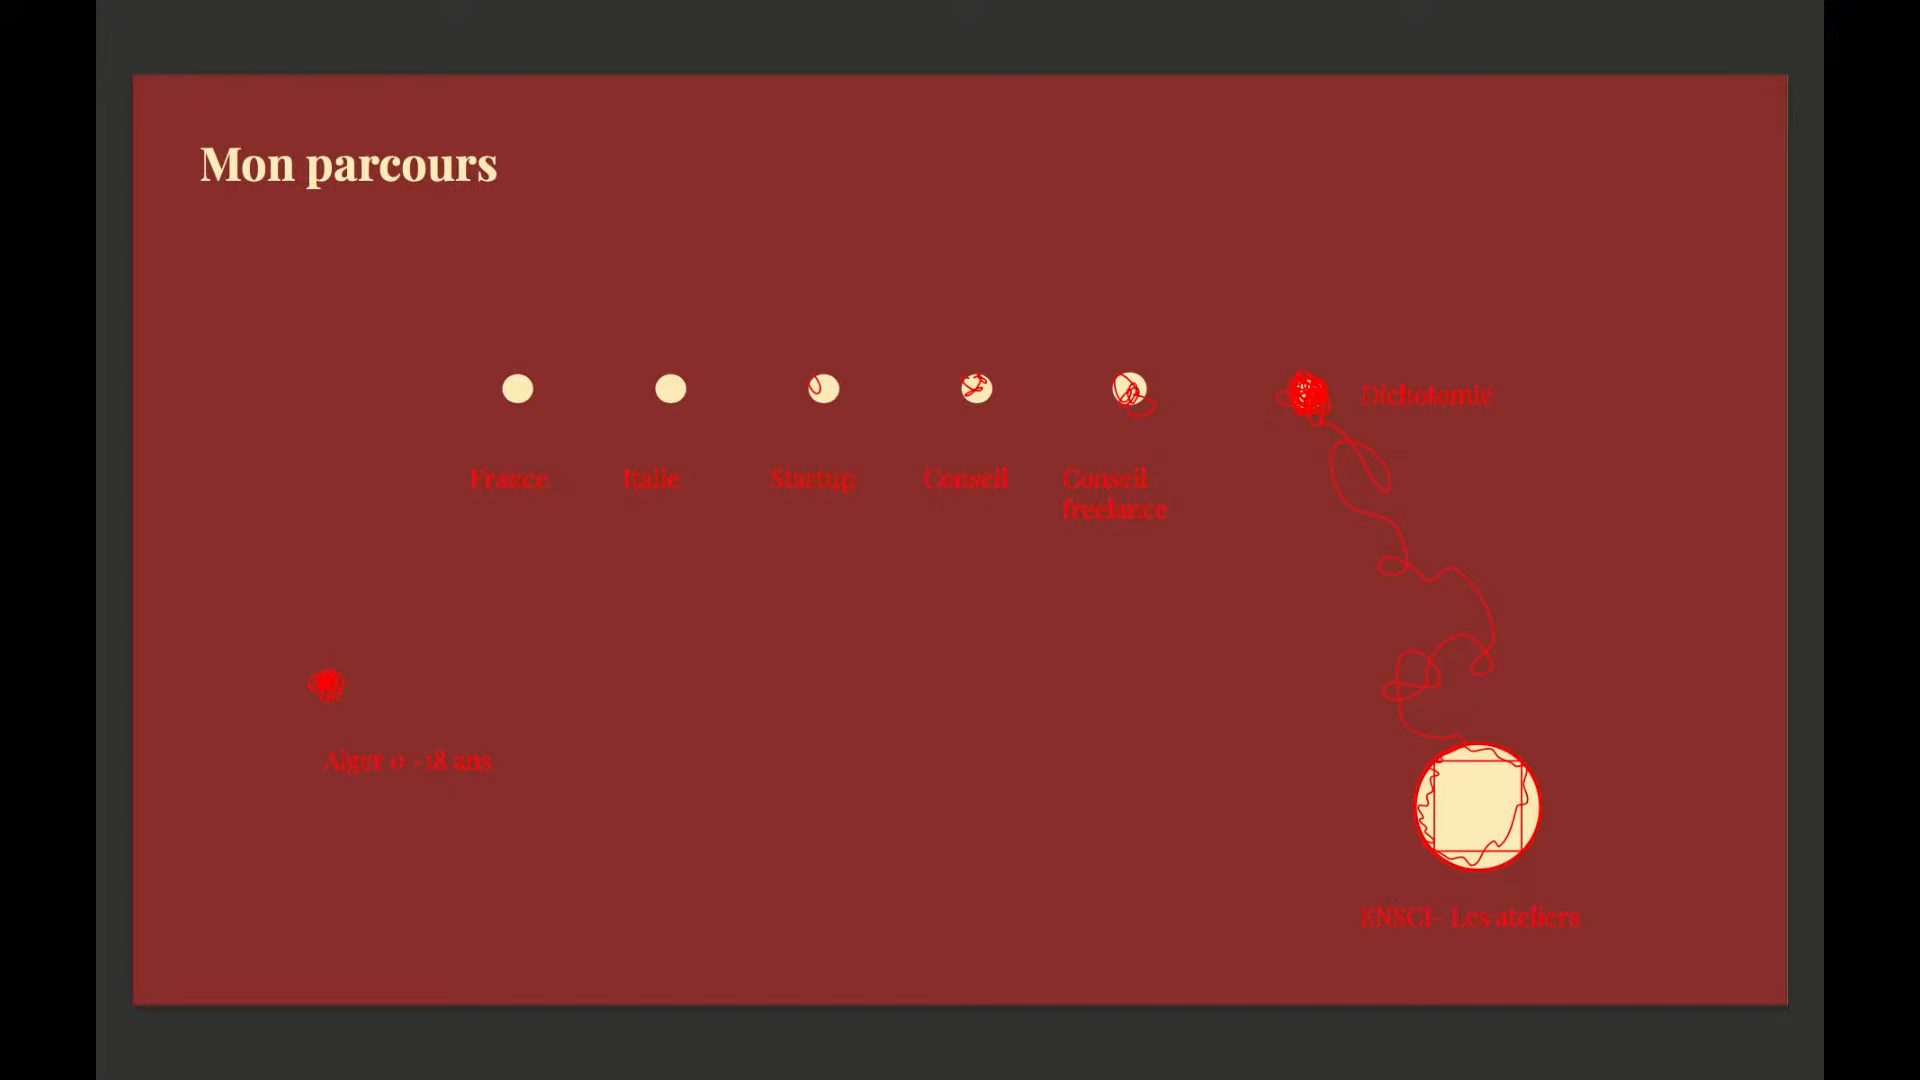 Mon parcours
Dichotomie
France
Italie
Startup
Conseil
Conseil
freelance
Alger 0 -18 ans
ENSCI- Les ateliers